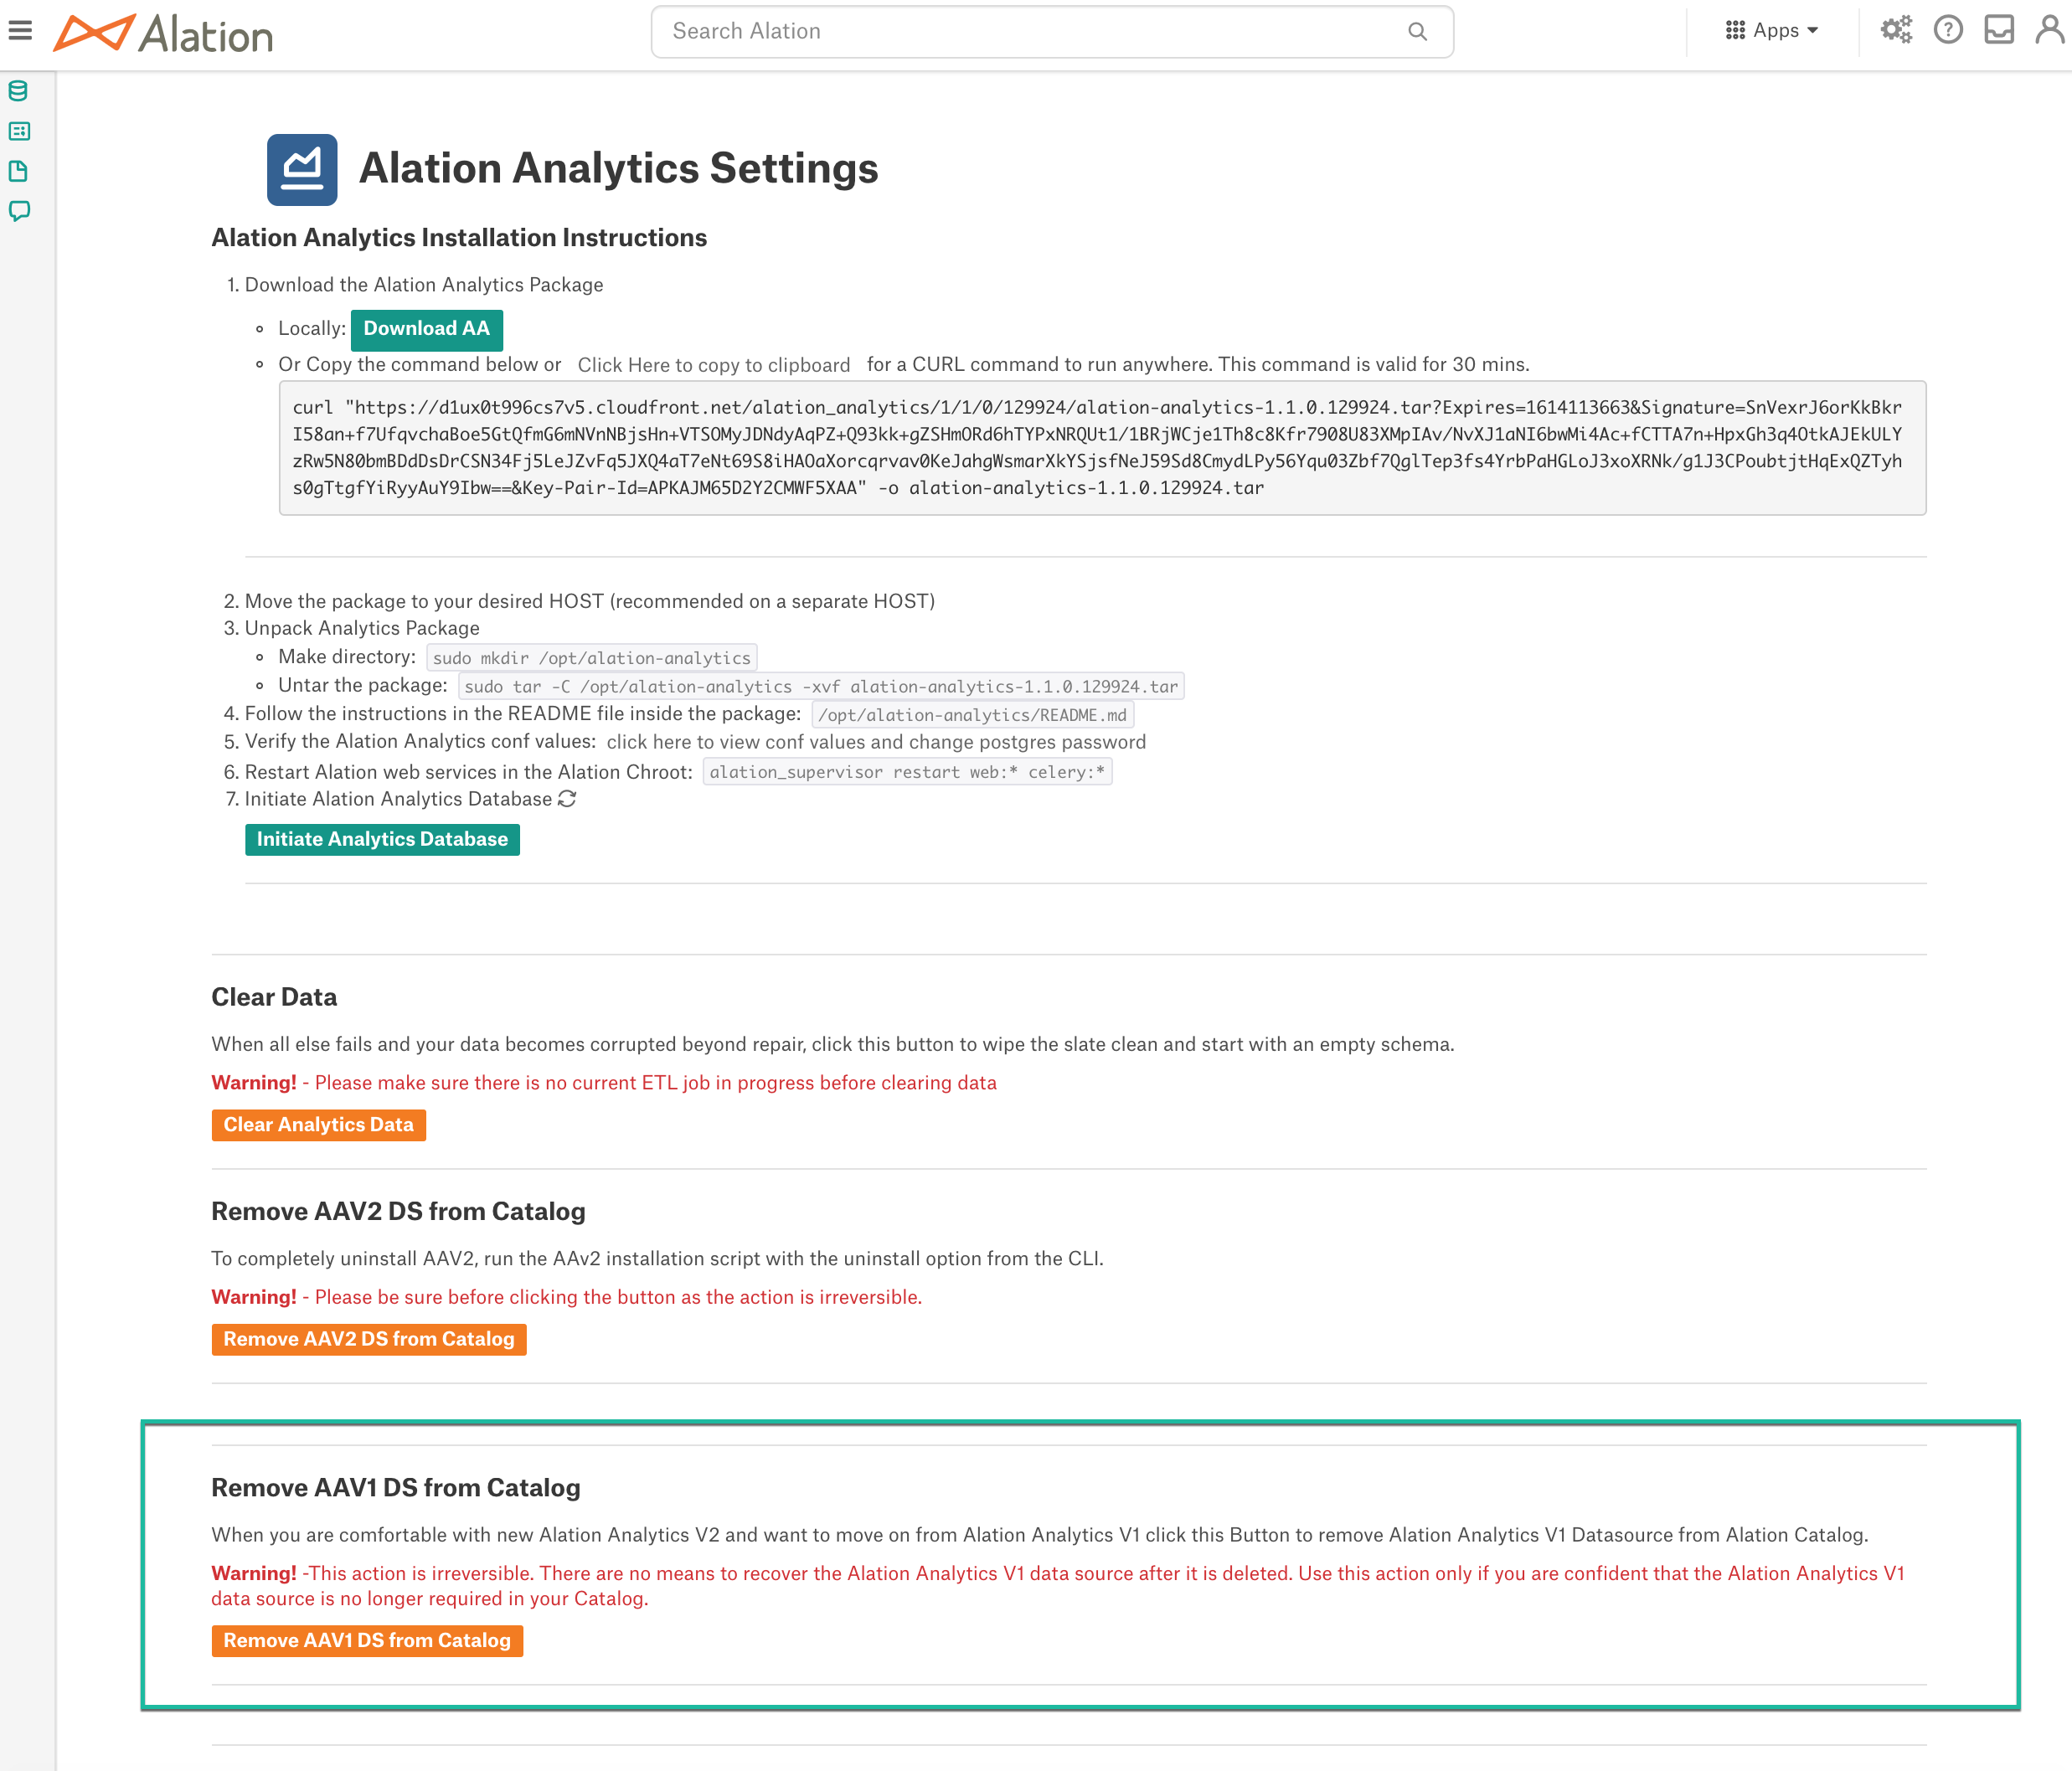 Alation
Search Alation
Apps
Alation Analytics Settings
Alation Analytics Installation Instructions
1. Download the Alation Analytics Package
Locally: Download AA
Or Copy the command below or Click Here to copy to clipboard for a CURL command to run anywhere. This command is valid for 30 mins.
curl "https://d1ux0t996cs7v5.cloudfront.net/alation_analytics/1/1/0/129924/alation-analytics-1.1.0.129924.tar?Expires=1614113663&Signature=SnVexrJ6orKkBkr
I58an+f7UfqvchaBoe5GtQfmG6mNVnNBjsHn+VTSOMyJDNdyAqPZ+Q93kk+gZSHmORd6hTYPxNRQUt1/1BRjWCje1Th8c8Kfr7908U83XMpIAv/NvXJ1aNI6bwMi4Ac+fCTTA7n+HpxGh3q4OtkAJEkULY
zRw5N80bmBDdDsDrCSN34Fj5LeJZvFq5JXQ4aT7eNt69S8iHAOaXorcqrvav0KeJahgWsmarXkYSjsfNeJ59Sd8CmydLPy56Yqu03Zbf7QglTep3fs4YrbPaHGLoJ3xoXRNk/g1J3CPoubtjtHqExQZTyh
s0gTtgfYiRyyAuY9Ibw==&Key-Pair-Id=APKAJM65D2Y2CMWF5XAA" -o alation-analytics-1.1.0.129924.tar
2. Move the package to your desired HOST (recommended on a separate HOST)
3. Unpack Analytics Package
Make directory: sudo mkdir /opt/alation-analytics
Untar the package: sudo tar -C /opt/alation-analytics -xvf alation-analytics-1.1.0.129924.tar
4. Follow the instructions in the README file inside the package: /opt/alation-analytics/README.md
5. Verify the Alation Analytics conf values: click here to view conf values and change postgres password
6. Restart Alation web services in the Alation Chroot: alation_supervisor restart web:* celery:*
7. Initiate Alation Analytics Database
Initiate Analytics Database
Clear Data
When all else fails and your data becomes corrupted beyond repair, click this button to wipe the slate clean and start with an empty schema.
Warning! - Please make sure there is no current ETL job in progress before clearing data
Clear Analytics Data
Remove AAV2 DS from Catalog
To completely uninstall AAV2, run the AAv2 installation script with the uninstall option from the CLI.
Warning! - Please be sure before clicking the button as the action is irreversible.
Remove AAV2 DS from Catalog
Remove AAV1 DS from Catalog
When you are comfortable with new Alation Analytics V2 and want to move on from Alation Analytics V1 click this Button to remove Alation Analytics V1 Datasource from Alation Catalog.
Warning! -This action is irreversible. There are no means to recover the Alation Analytics V1 data source after it is deleted. Use this action only if you are confident that the Alation Analytics V1
data source is no longer required in your Catalog.
Remove AAV1 DS from Catalog